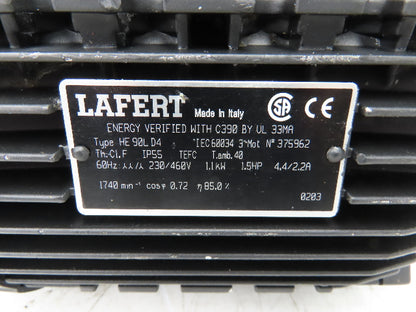 LAFERT Made in Italy SA CE
ENERGY VERIFIED WITH C390 BY UL 33MA
Type HE 90L D4 IEC60034 3~Mot N° 375962
Th.Cl.F IP55 TEFC T.amb.40
60Hz 230/460V 1.1kW 1.5HP 4.4/2.2A
1740 min⁻¹ cosφ 0.72 η 85.0 %
0203